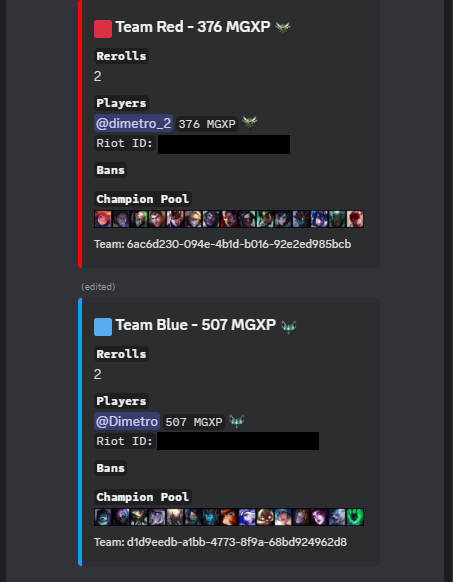 Team Red - 376 MGXP
Rerolls
2
Players
@dimetro_2 376 MGXP
Riot ID:
Bans
Champion Pool
Team: 6ac6d230-094e-4b1d-b016-92e2ed985bcb
(edited)
Team Blue - 507 MGXP
Rerolls
2
Players
@Dimetro 507 MGXP
Riot ID:
Bans
Champion Pool
Team: d1d9eedb-a1bb-4773-8f9a-68bd924962d8